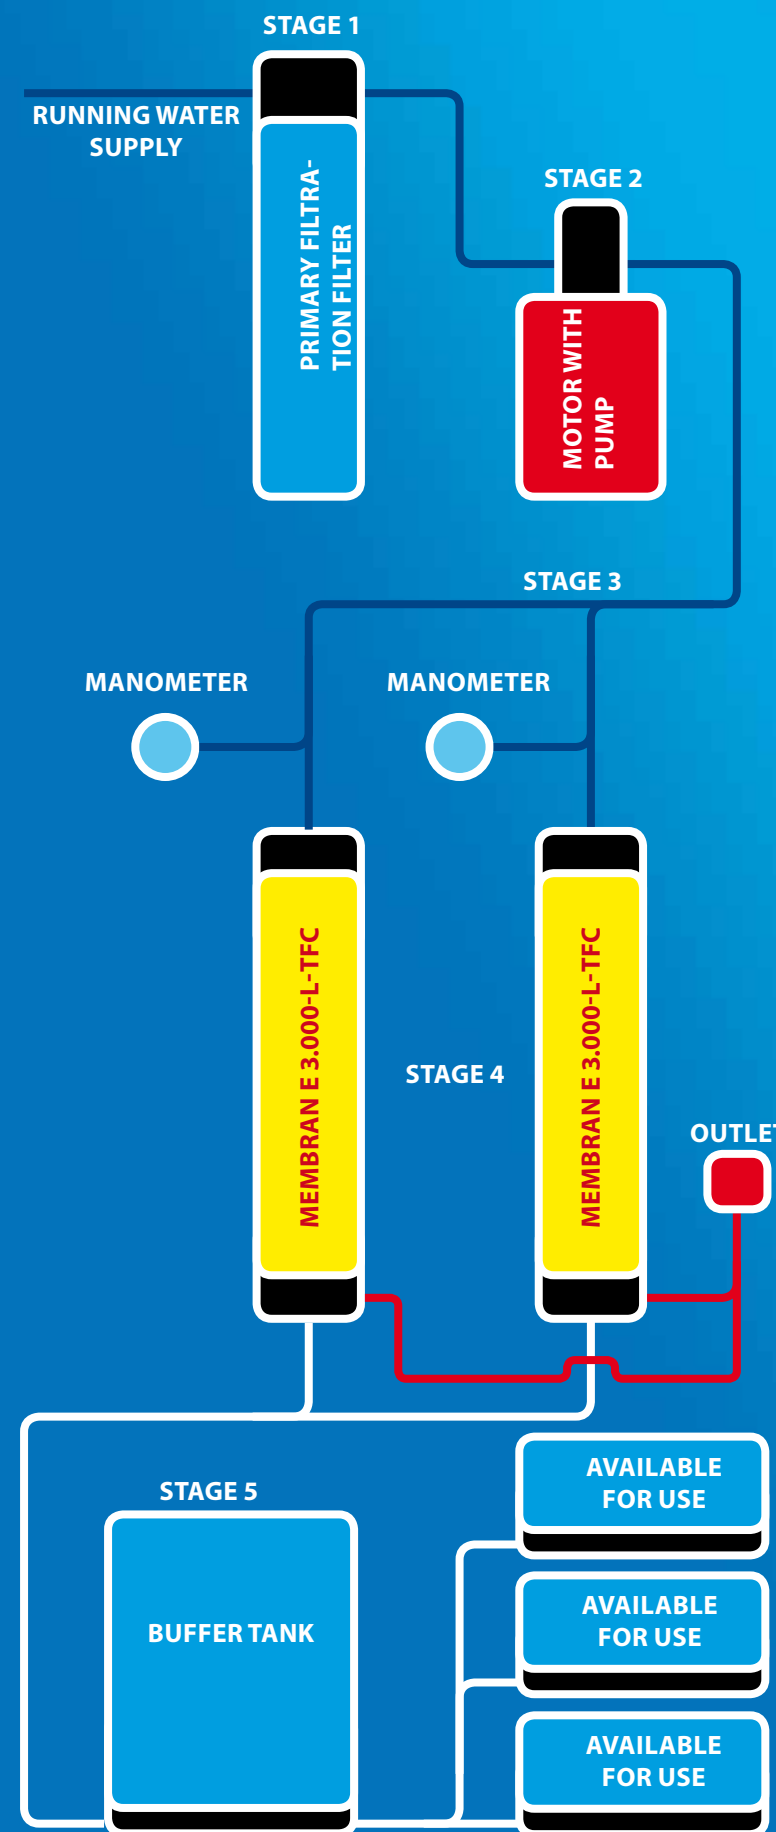 STAGE 1
RUNNING WATER
SUPPLY
PRIMARY FILTRA-
TION FILTER
STAGE 2
MOTOR WITH
PUMP
STAGE 3
MANOMETER
MANOMETER
MEMBRAN E 3.000-L-TFC
MEMBRAN E 3.000-L-TFC
STAGE 4
OUTLET
STAGE 5
BUFFER TANK
AVAILABLE
FOR USE
AVAILABLE
FOR USE
AVAILABLE
FOR USE